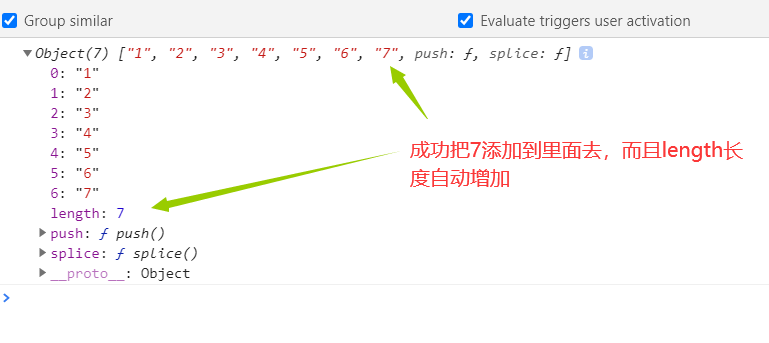 Group similar
Evaluate triggers user activation
Object(7) ["1", "2", "3", "4", "5", "6", "7", push: ƒ, splice: ƒ] i
0: "1"
1: "2"
2: "3"
3: "4"
4: "5"
5: "6"
6: "7"
length: 7
push: ƒ push()
splice: ƒ splice()
__proto__: Object
成功把7添加到里面去，而且length长
度自动增加